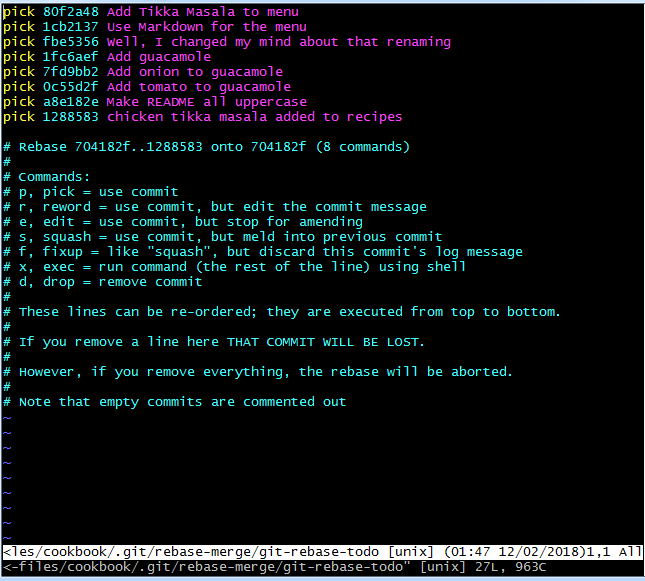 pick 80f2a48 Add Tikka Masala to menu
pick 1cb2137 Use Markdown for the menu
pick fbe5356 Well, I changed my mind about that renaming
pick 1fc6aef Add guacamole
pick 7fd9bb2 Add onion to guacamole
pick 0c55d2f Add tomato to guacamole
pick a8e182e Make README all uppercase
pick 1288583 chicken tikka masala added to recipes

# Rebase 704182f..1288583 onto 704182f (8 commands)
#
# Commands:
# p, pick = use commit
# r, reword = use commit, but edit the commit message
# e, edit = use commit, but stop for amending
# s, squash = use commit, but meld into previous commit
# f, fixup = like "squash", but discard this commit's log message
# x, exec = run command (the rest of the line) using shell
# d, drop = remove commit
#
# These lines can be re-ordered; they are executed from top to bottom.
#
# If you remove a line here THAT COMMIT WILL BE LOST.
#
# However, if you remove everything, the rebase will be aborted.
#
# Note that empty commits are commented out
~
~
~
~
~
~
~
~
~
<les/cookbook/.git/rebase-merge/git-rebase-todo [unix] (01:47 12/02/2018)1,1 All
<-files/cookbook/.git/rebase-merge/git-rebase-todo" [unix] 27L, 963C